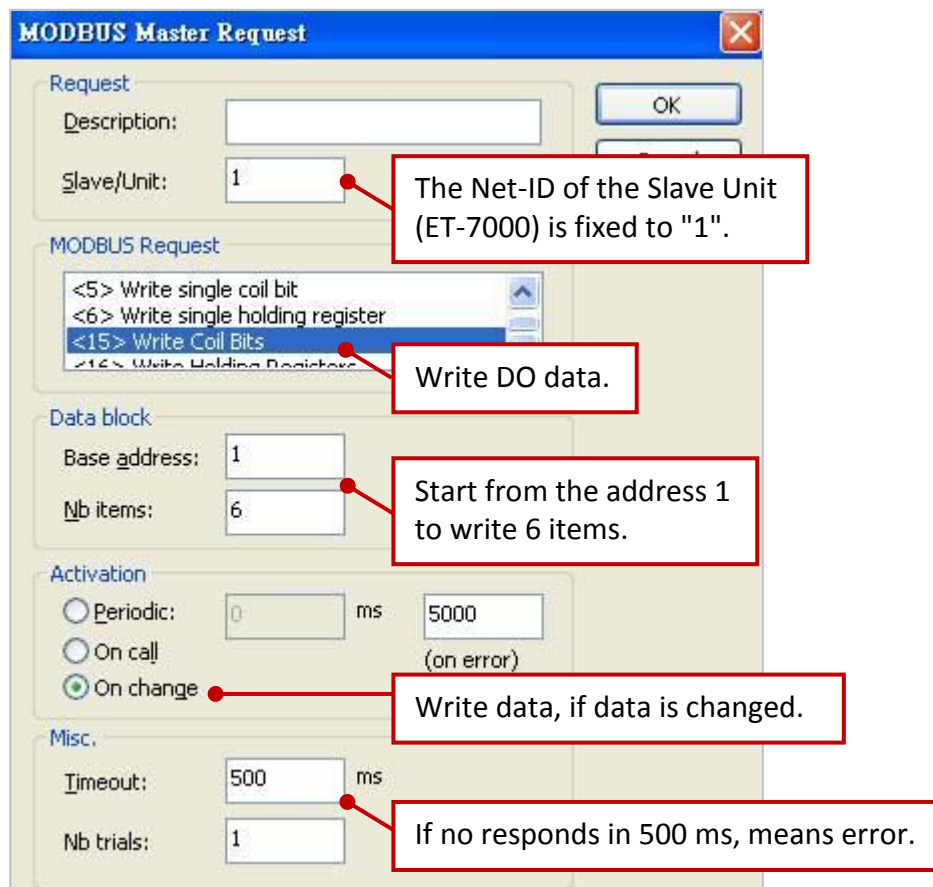 MODBUS Master Request
Request
OK
Description:
Slave/Unit: 1
The Net-ID of the Slave Unit
(ET-7000) is fixed to "1".
MODBUS Request
<5> Write single coil bit
<6> Write single holding register
<15> Write Coil Bits
<16> Write Holding Registers
Write DO data.
Data block
Base address: 1
Nb items: 6
Start from the address 1
to write 6 items.
Activation
Periodic: 0 ms 5000
On call (on error)
On change
Write data, if data is changed.
Misc.
Timeout: 500 ms
If no responds in 500 ms, means error.
Nb trials: 1